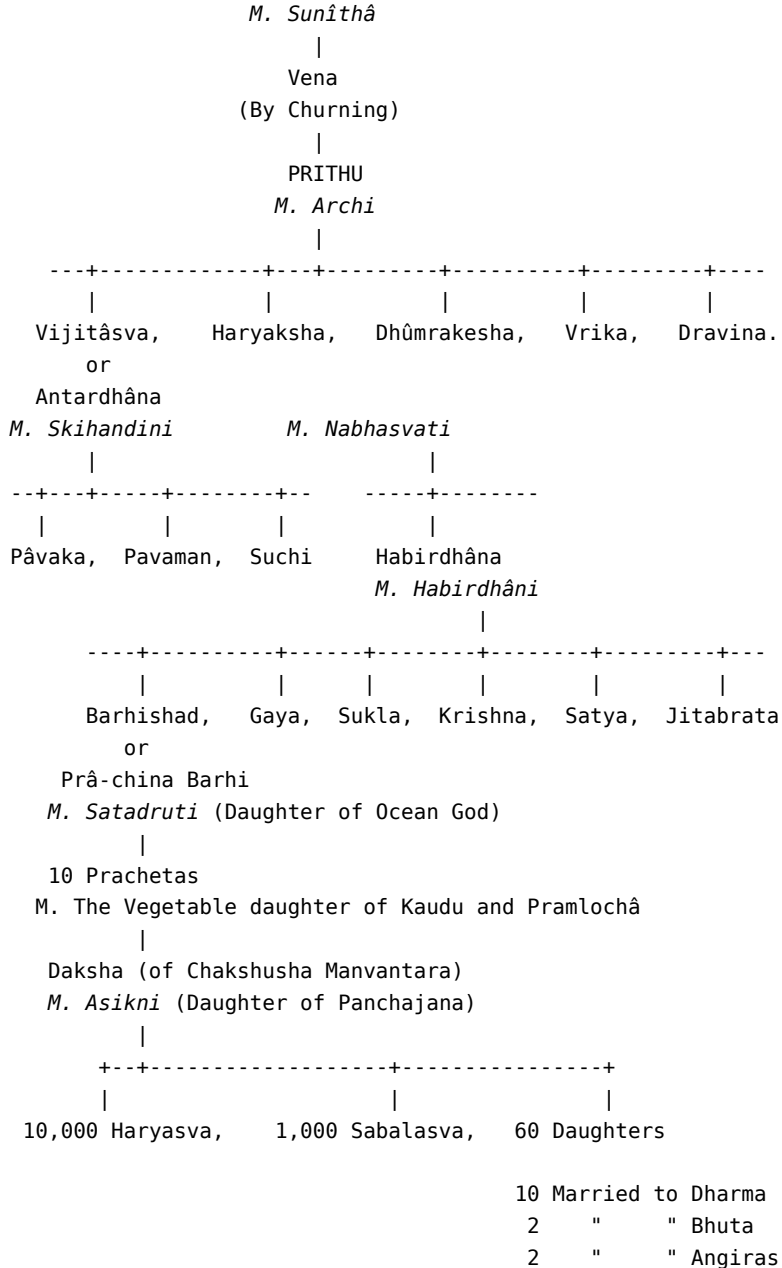 M. Sunîthâ
|
Vena
(By Churning)
|
PRITHU
M. Archi
|
---+-------------+---+---------+----------+---------+----
| | | | |
Vijitâsva, Haryaksha, Dhûmrakesha, Vrika, Dravina.
or
Antardhâna
M. Skihandini M. Nabhasvati
| |
--+---+-----+--------+-- -----+--------
| | | |
Pâvaka, Pavaman, Suchi Habirdhâna
M. Habirdhâni
|
----+----------+------+--------+--------+---------+---
| | | | | |
Barhishad, Gaya, Sukla, Krishna, Satya, Jitabrata
or
Prâ-china Barhi
M. Satadruti (Daughter of Ocean God)
|
10 Prachetas
M. The Vegetable daughter of Kaudu and Pramlochâ
|
Daksha (of Chakshusha Manvantara)
M. Asikni (Daughter of Panchajana)
|
+--+-------------------+----------------+
| | |
10,000 Haryasva, 1,000 Sabalasva, 60 Daughters
10 Married to Dharma
2 " " Bhuta
2 " " Angiras